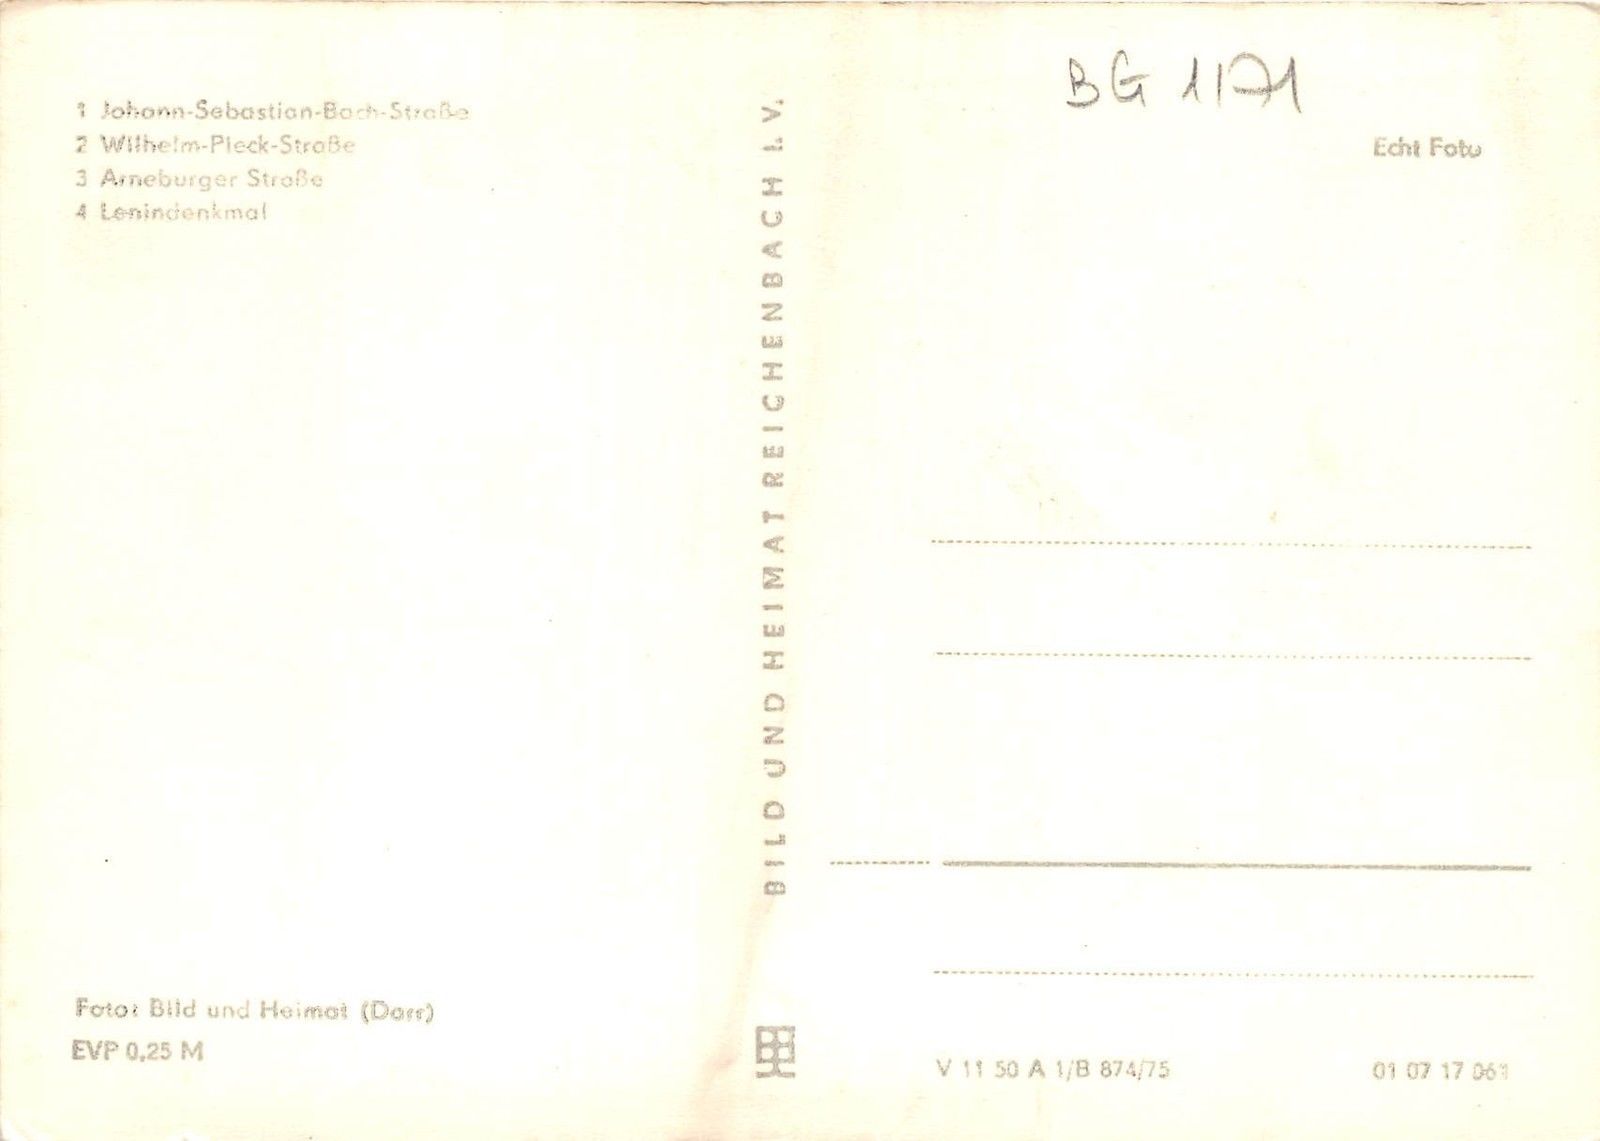 1 Johann-Sebastian-Bach-Straße
2 Wilhelm-Pieck-Straße
3 Arneburger Straße
4 Lenindenkmal
Foto: Bild und Heimat (Darr)
EVP 0,25 M
BILD UND HEIMAT REICHENBACH I. V.
BG 1171
Echt Foto
V 11 50 A 1/B 874/75
01 07 17 061